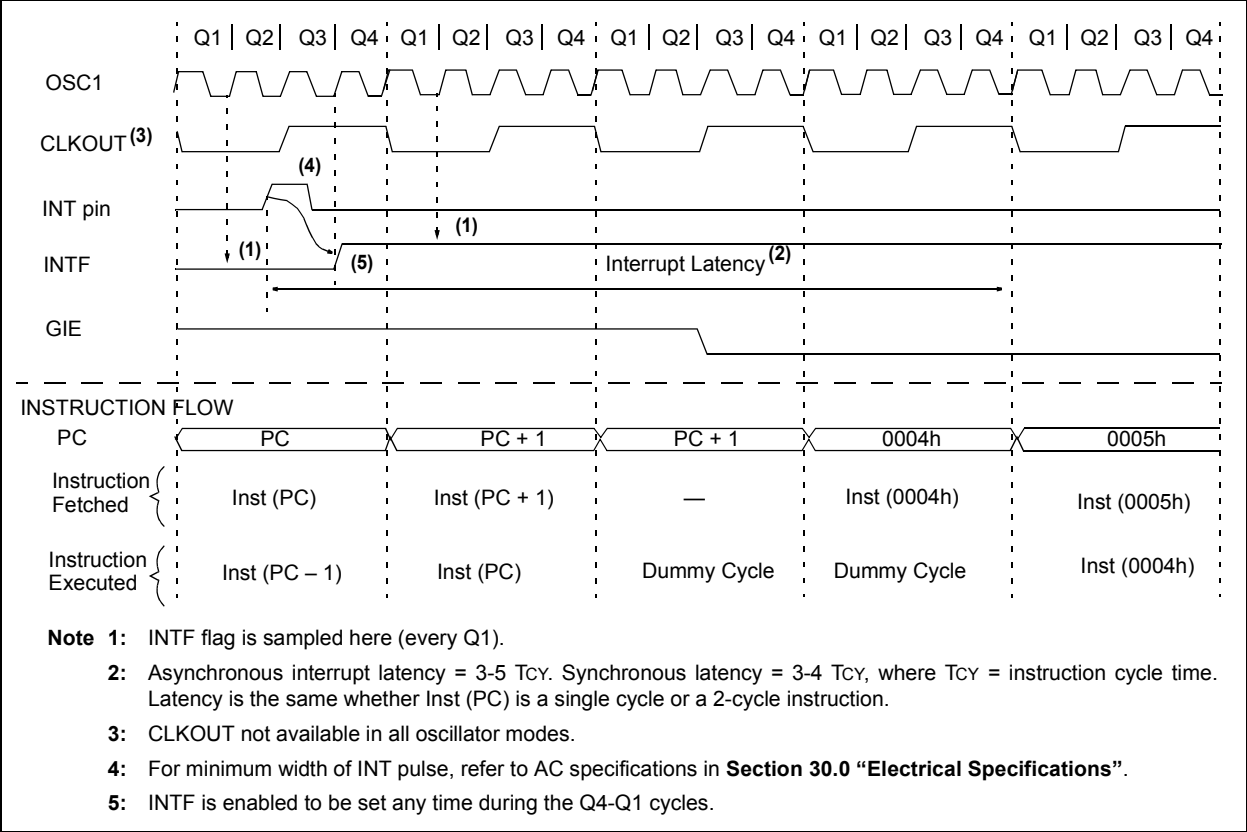 Q1 Q2 Q3 Q4 Q1 Q2 Q3 Q4 Q1 Q2 Q3 Q4 Q1 Q2 Q3 Q4 Q1 Q2 Q3 Q4
OSC1
CLKOUT (3)
(4)
INT pin
(1)
(1)
INTF
(5)
Interrupt Latency (2)
GIE
INSTRUCTION FLOW
PC PC PC + 1 PC + 1 0004h 0005h
Instruction
Fetched
Inst (PC) Inst (PC + 1) — Inst (0004h) Inst (0005h)
Instruction
Executed
Inst (PC – 1) Inst (PC) Dummy Cycle Dummy Cycle Inst (0004h)
Note 1: INTF flag is sampled here (every Q1).
2: Asynchronous interrupt latency = 3-5 TCY. Synchronous latency = 3-4 TCY, where TCY = instruction cycle time.
Latency is the same whether Inst (PC) is a single cycle or a 2-cycle instruction.
3: CLKOUT not available in all oscillator modes.
4: For minimum width of INT pulse, refer to AC specifications in Section 30.0 “Electrical Specifications”.
5: INTF is enabled to be set any time during the Q4-Q1 cycles.